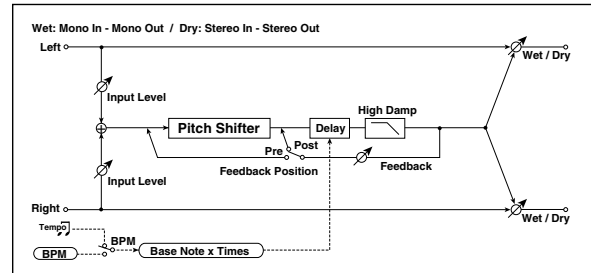 Wet: Mono In - Mono Out / Dry: Stereo In - Stereo Out
Left
Wet / Dry
Input Level
High Damp
Pitch Shifter
Delay
Post
Pre
Feedback Position
Feedback
Input Level
Right
Wet / Dry
Tempo
BPM
BPM
Base Note x Times